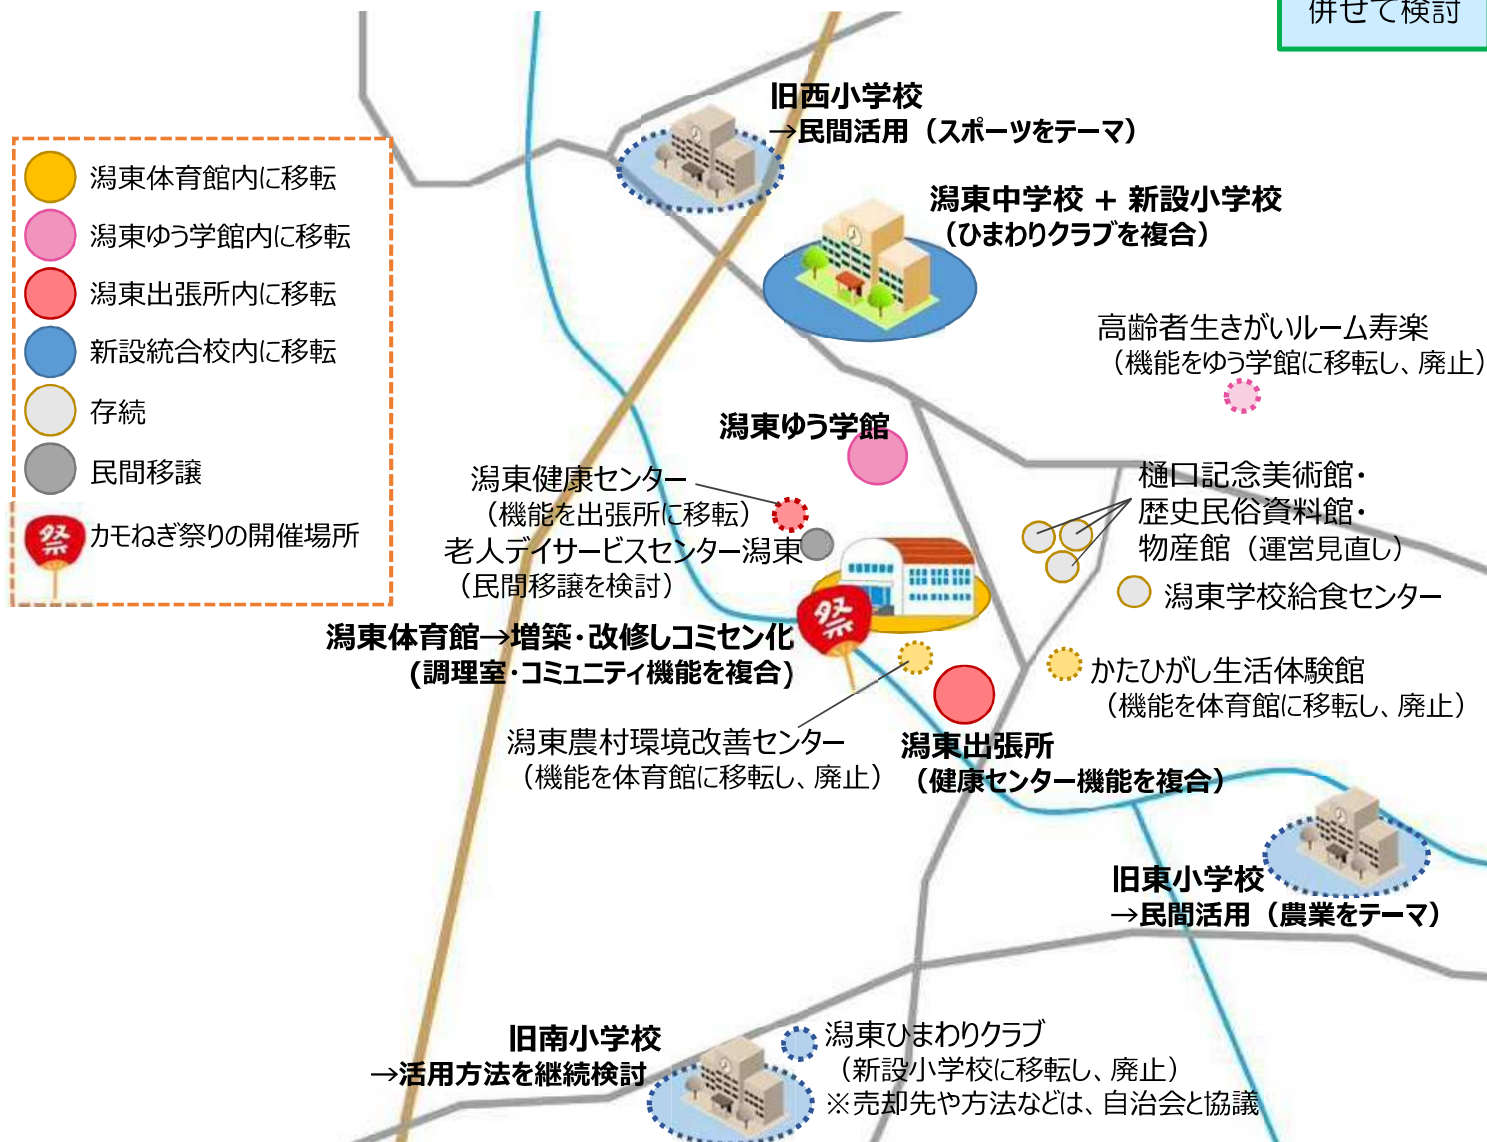 併せて検討
旧西小学校
→民間活用（スポーツをテーマ）
潟東体育館内に移転
潟東ゆう学館内に移転
潟東出張所内に移転
新設統合校内に移転
存続
民間移譲
祭
カモねぎ祭りの開催場所
潟東中学校 + 新設小学校
（ひまわりクラブを複合）
高齢者生きがいルーム寿楽
（機能をゆう学館に移転し、廃止）
潟東ゆう学館
潟東健康センター
（機能を出張所に移転）
老人デイサービスセンター潟東
（民間移譲を検討）
樋口記念美術館・
歴史民俗資料館・
物産館（運営見直し）
潟東学校給食センター
祭
潟東体育館→増築・改修しコミセン化
(調理室・コミュニティ機能を複合)
かたひがし生活体験館
（機能を体育館に移転し、廃止）
潟東農村環境改善センター
（機能を体育館に移転し、廃止）
潟東出張所
（健康センター機能を複合）
旧東小学校
→民間活用（農業をテーマ）
旧南小学校
→活用方法を継続検討
潟東ひまわりクラブ
（新設小学校に移転し、廃止）
※売却先や方法などは、自治会と協議